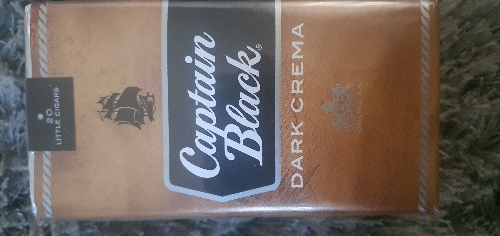 20
LITTLE CIGARS
Captain
Black®
DARK CREMA